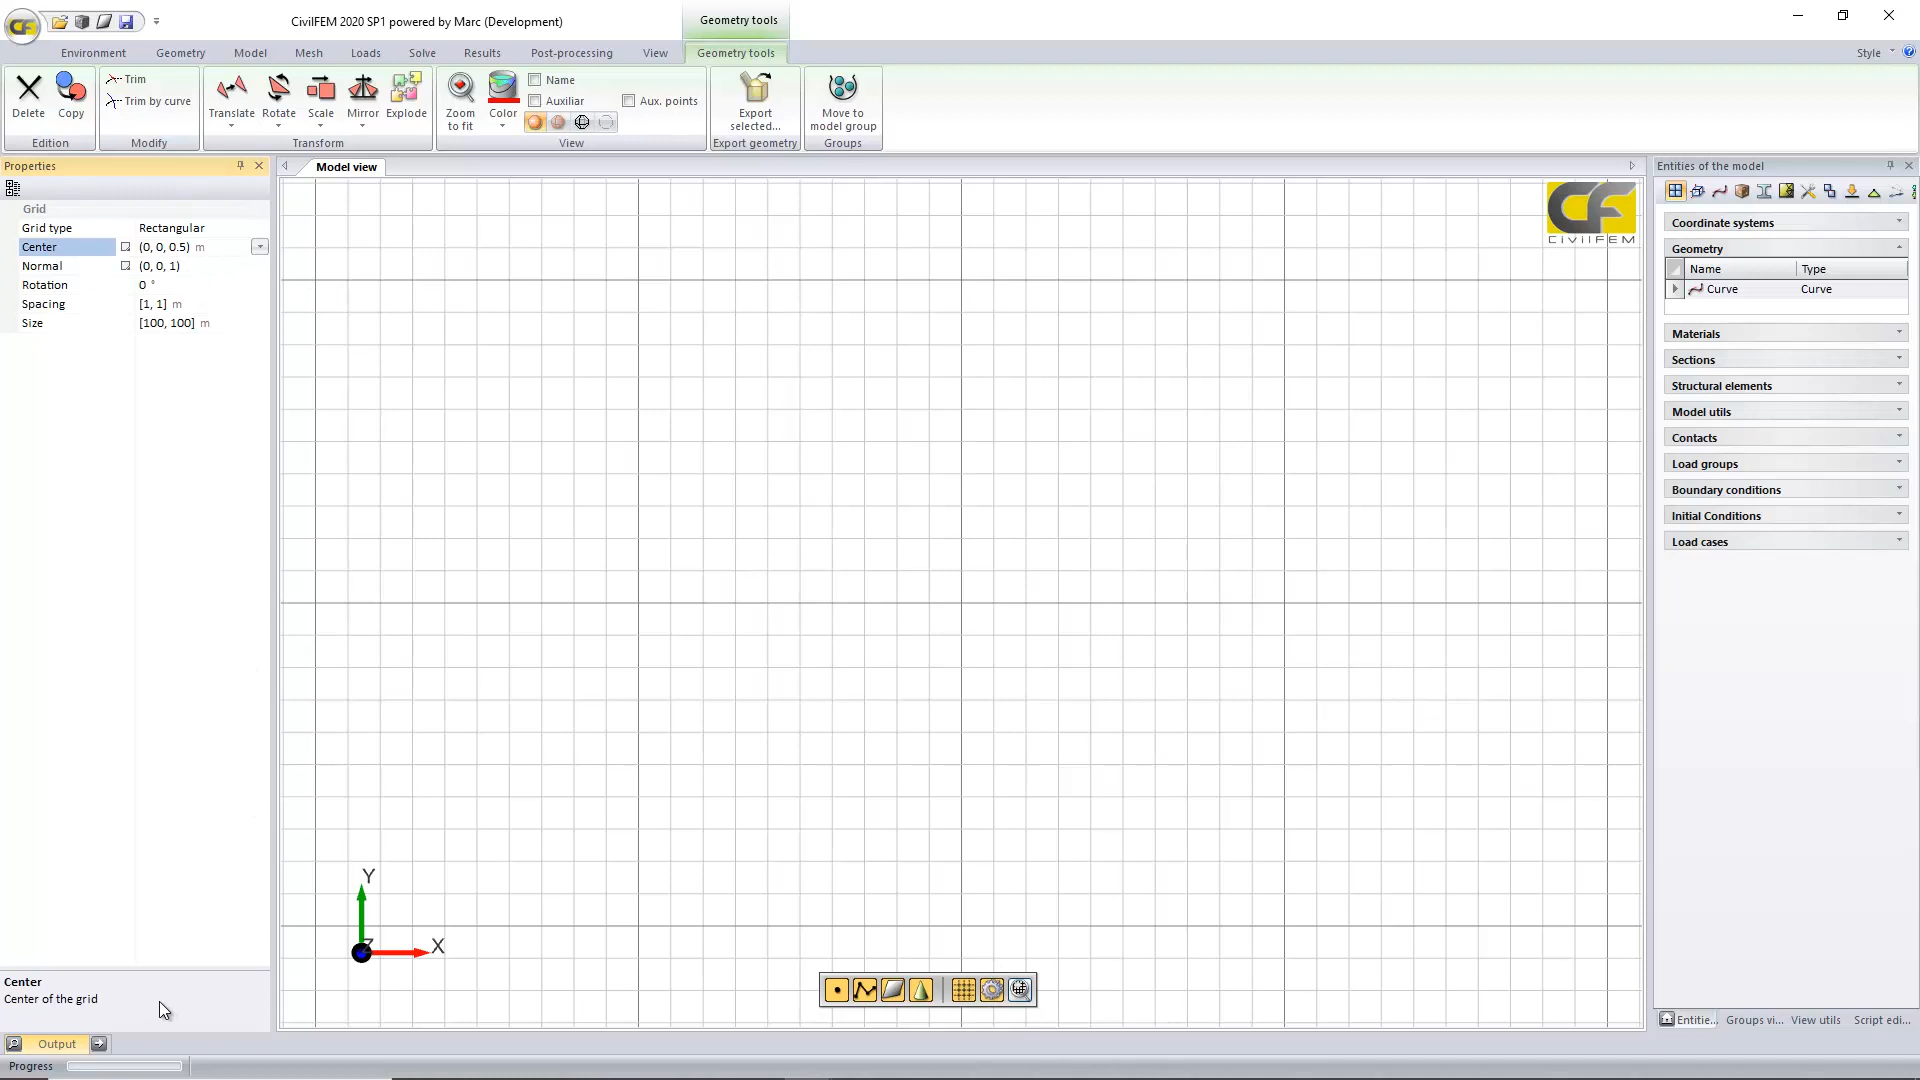 CivilFEM 2020 SP1 powered by Marc (Development)
Geometry tools
Environment
Geometry
Model
Mesh
Loads
Solve
Results
Post-processing
View
Geometry tools
Style
Delete
Copy
Edition
Trim
Trim by curve
Modify
Translate
Rotate
Scale
Mirror
Explode
Transform
Zoom to fit
Color
Name
Auxiliar
Aux. points
View
Export selected...
Export geometry
Move to model group
Groups
Properties
Grid
Grid type Rectangular
Center (0, 0, 0.5) m
Normal (0, 0, 1)
Rotation 0 °
Spacing [1, 1] m
Size [100, 100] m
Center
Center of the grid
Output
Progress
Model view
CF
CIVILFEM
Y
Z
X
Entities of the model
Coordinate systems
Geometry
Name Type
Curve Curve
Materials
Sections
Structural elements
Model utils
Contacts
Load groups
Boundary conditions
Initial Conditions
Load cases
Entitie...
Groups vi...
View utils
Script edi...